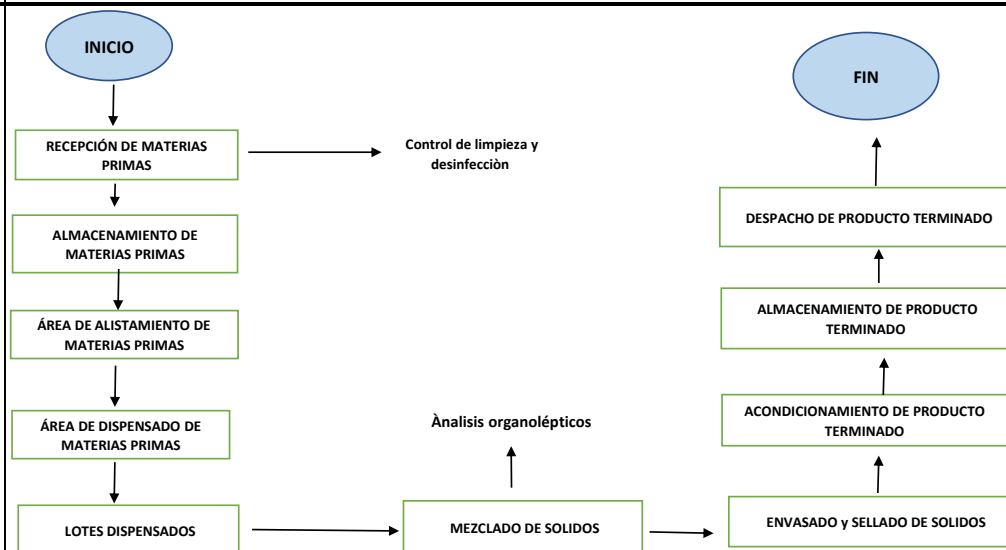 INICIO
RECEPCIÓN DE MATERIAS
PRIMAS
Control de limpieza y
desinfecciòn
ALMACENAMIENTO DE
MATERIAS PRIMAS
ÁREA DE ALISTAMIENTO DE
MATERIAS PRIMAS
ÁREA DE DISPENSADO DE
MATERIAS PRIMAS
LOTES DISPENSADOS
Ànalisis organolépticos
MEZCLADO DE SOLIDOS
ENVASADO y SELLADO DE SOLIDOS
ACONDICIONAMIENTO DE PRODUCTO
TERMINADO
ALMACENAMIENTO DE PRODUCTO
TERMINADO
DESPACHO DE PRODUCTO TERMINADO
FIN